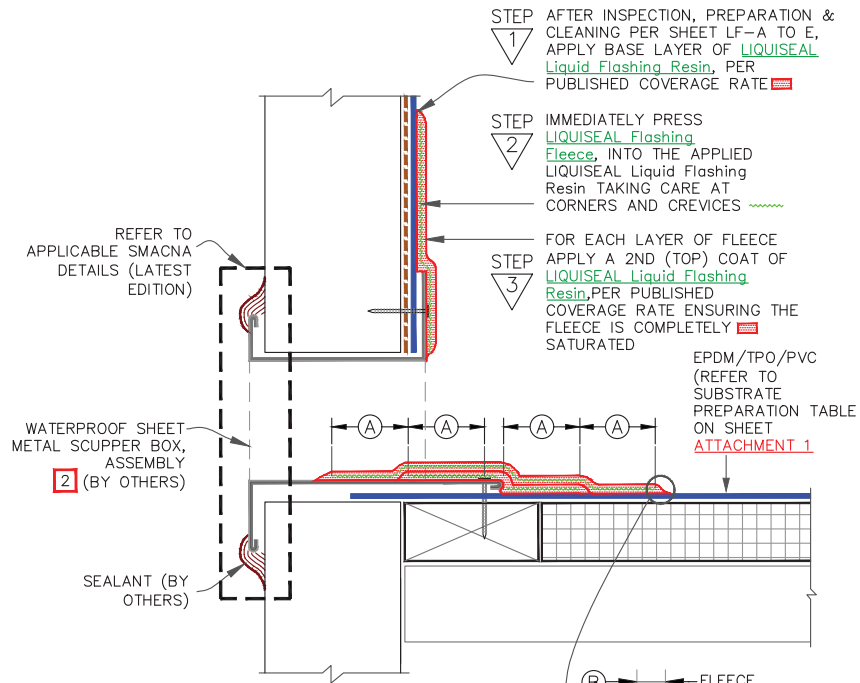 STEP
1
AFTER INSPECTION, PREPARATION &
CLEANING PER SHEET LF-A TO E,
APPLY BASE LAYER OF LIQUISEAL
Liquid Flashing Resin, PER
PUBLISHED COVERAGE RATE
STEP
2
IMMEDIATELY PRESS
LIQUISEAL Flashing
Fleece, INTO THE APPLIED
LIQUISEAL Liquid Flashing
Resin TAKING CARE AT
CORNERS AND CREVICES
STEP
3
FOR EACH LAYER OF FLEECE
APPLY A 2ND (TOP) COAT OF
LIQUISEAL Liquid Flashing
Resin,PER PUBLISHED
COVERAGE RATE ENSURING THE
FLEECE IS COMPLETELY
SATURATED
REFER TO
APPLICABLE SMACNA
DETAILS (LATEST
EDITION)
EPDM/TPO/PVC
(REFER TO
SUBSTRATE
PREPARATION TABLE
ON SHEET
ATTACHMENT 1
A A A A
WATERPROOF SHEET
METAL SCUPPER BOX,
ASSEMBLY
2 (BY OTHERS)
SEALANT (BY
OTHERS)
B FLEECE